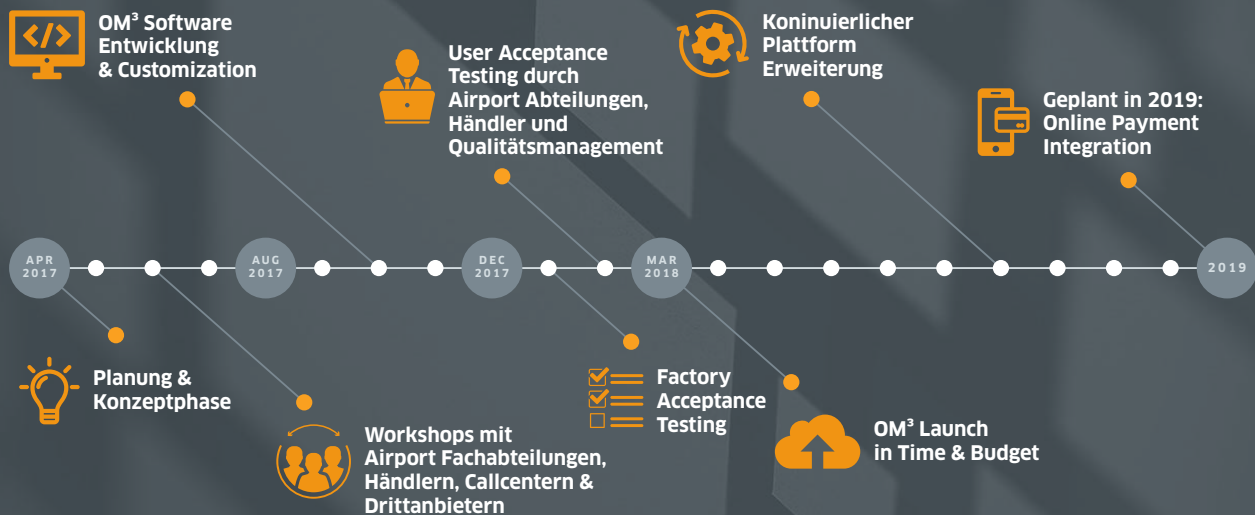 OM³ Software
Entwicklung
& Customization
User Acceptance
Testing durch
Airport Abteilungen,
Händler und
Qualitätsmanagement
Koninuierlicher
Plattform
Erweiterung
Geplant in 2019:
Online Payment
Integration
APR
2017
AUG
2017
DEC
2017
MAR
2018
2019
Planung &
Konzeptphase
Workshops mit
Airport Fachabteilungen,
Händlern, Callcentern &
Drittanbietern
Factory
Acceptance
Testing
OM³ Launch
in Time & Budget